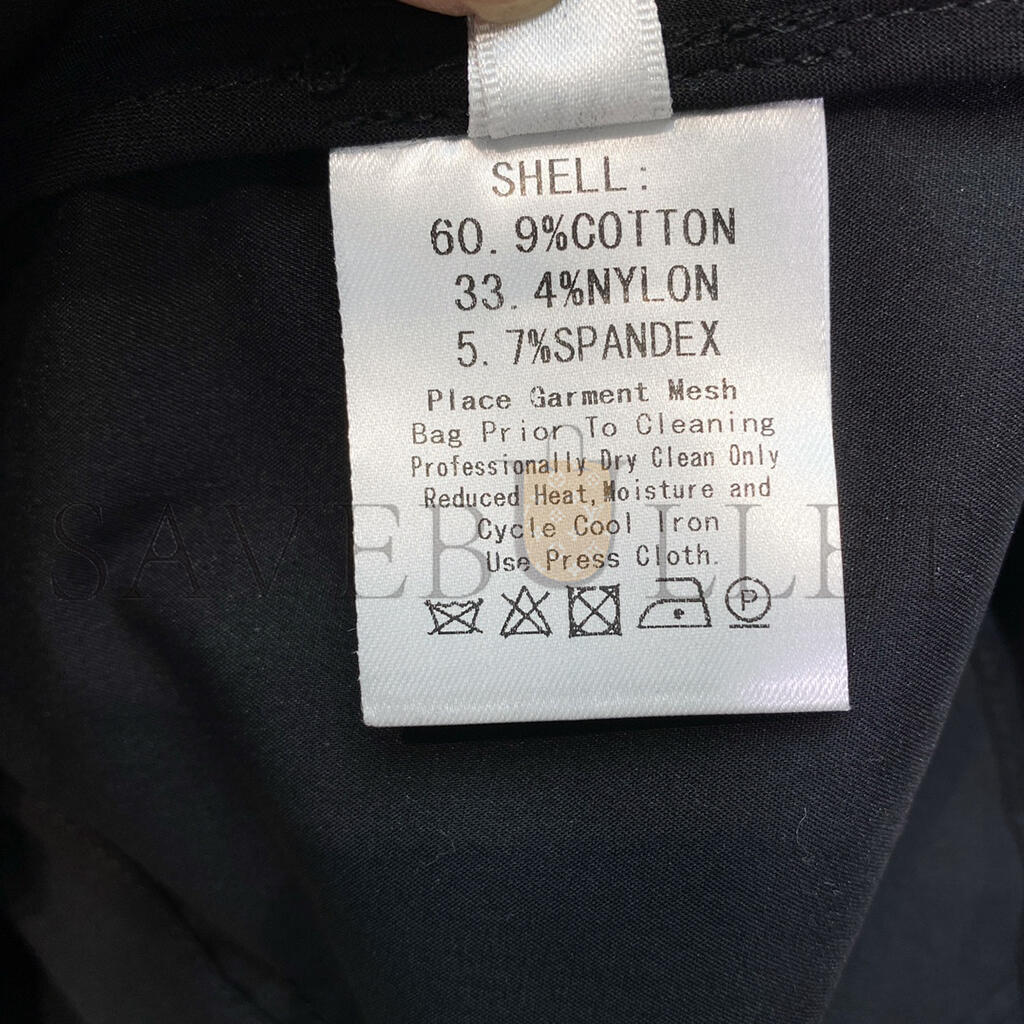 SHELL:
60.9%COTTON
33.4%NYLON
5.7%SPANDEX
Place Garment Mesh
Bag Prior To Cleaning
Professionally Dry Clean Only
Reduced Heat,Moisture and
Cycle Cool Iron
Use Press Cloth.
P
SAVEBULLE